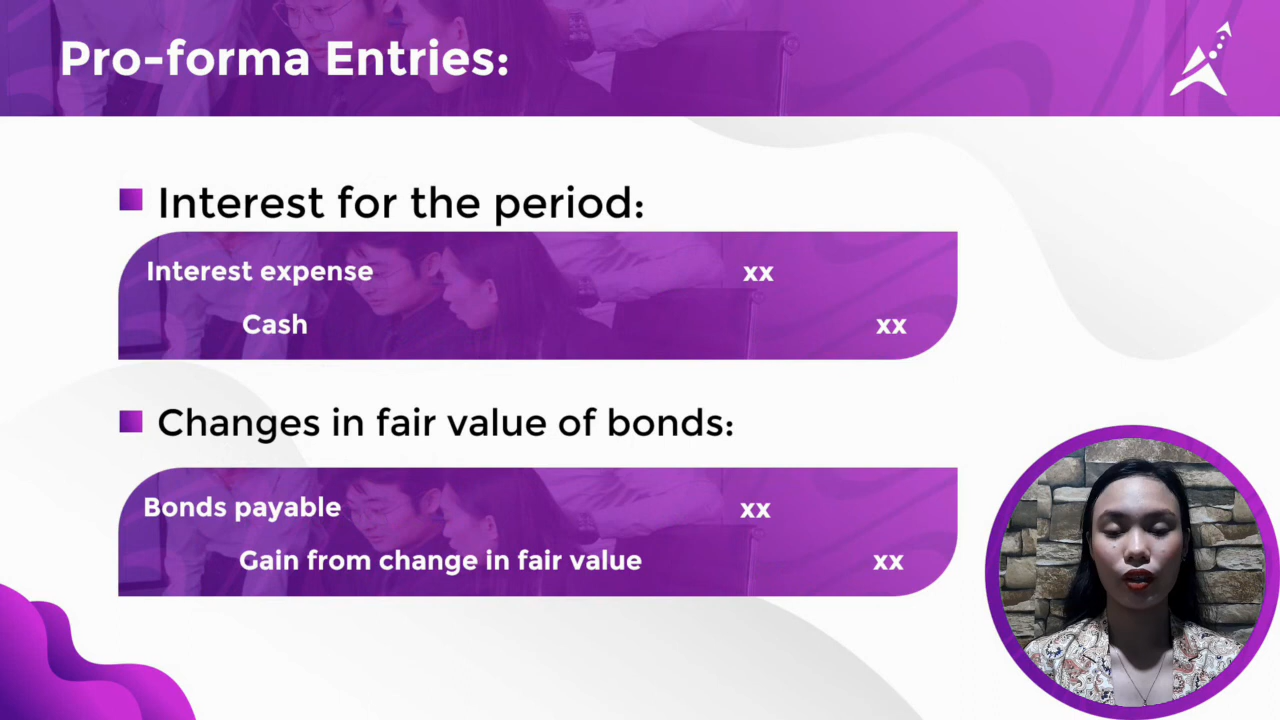 Pro-forma Entries:
Interest for the period:
Interest expense xx
Cash xx
Changes in fair value of bonds:
Bonds payable xx
Gain from change in fair value xx